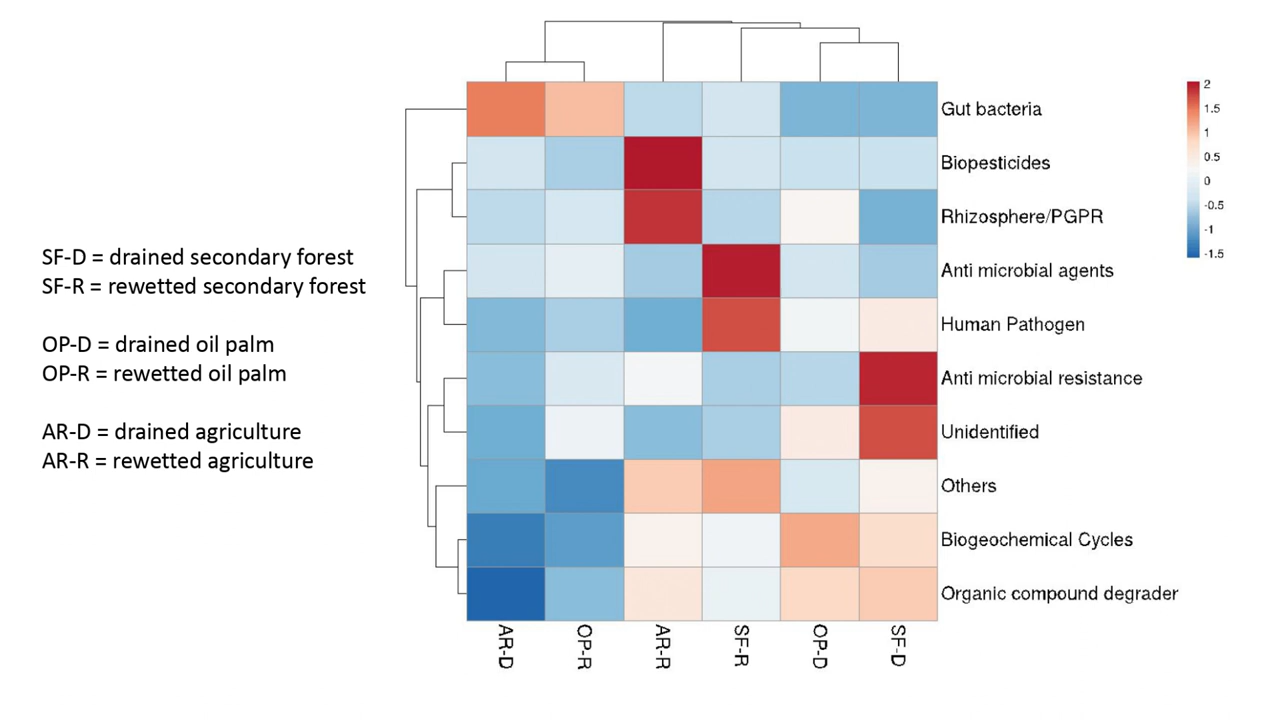 SF-D = drained secondary forest
SF-R = rewetted secondary forest
OP-D = drained oil palm
OP-R = rewetted oil palm
AR-D = drained agriculture
AR-R = rewetted agriculture
Gut bacteria
Biopesticides
Rhizosphere/PGPR
Anti microbial agents
Human Pathogen
Anti microbial resistance
Unidentified
Others
Biogeochemical Cycles
Organic compound degrader
AR-D
OP-R
AR-R
SF-R
OP-D
SF-D
2
1.5
1
0.5
0
-0.5
-1
-1.5